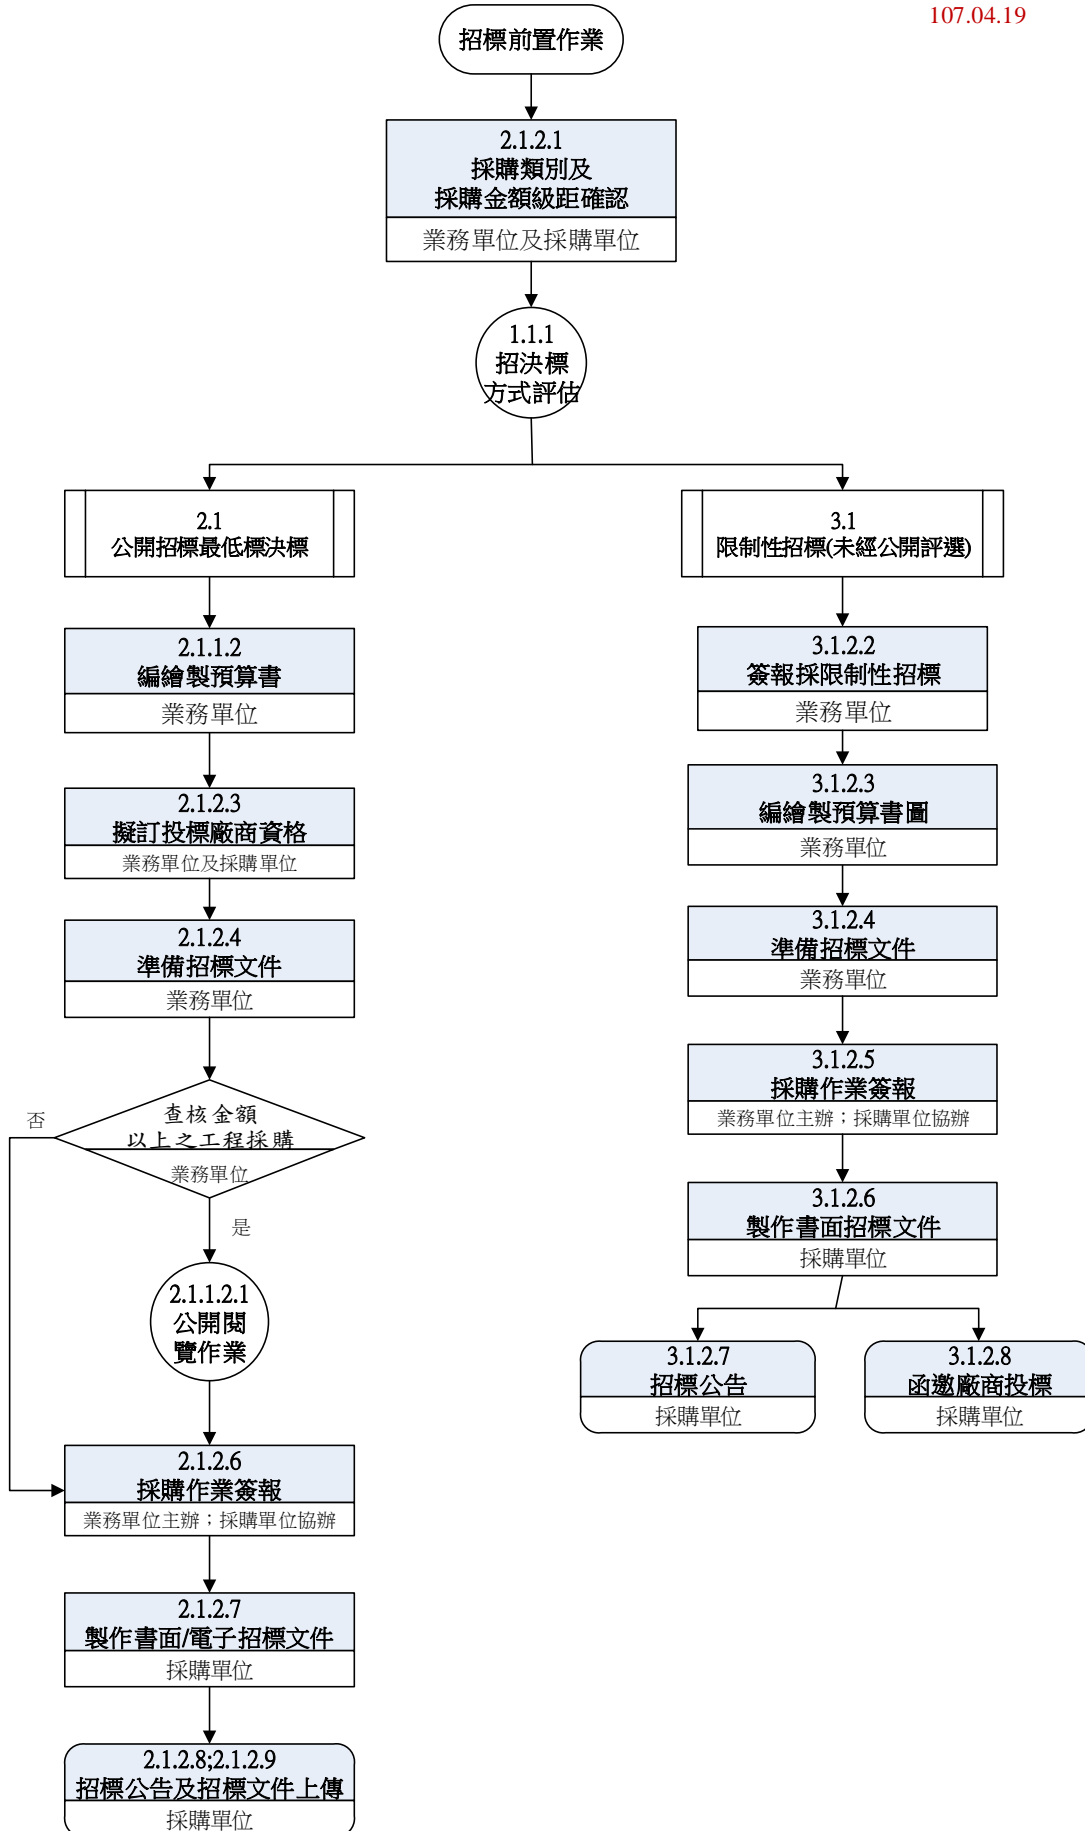 107.04.19
招標前置作業
2.1.2.1
採購類別及
採購金額級距確認
業務單位及採購單位
1.1.1
招決標
方式評估
2.1
公開招標最低標決標
2.1.1.2
編繪製預算書
業務單位
2.1.2.3
擬訂投標廠商資格
業務單位及採購單位
2.1.2.4
準備招標文件
業務單位
查核金額
以上之工程採購
業務單位
否
是
2.1.1.2.1
公開閱
覽作業
2.1.2.6
採購作業簽報
業務單位主辦；採購單位協辦
2.1.2.7
製作書面/電子招標文件
採購單位
2.1.2.8;2.1.2.9
招標公告及招標文件上傳
採購單位
3.1
限制性招標(未經公開評選)
3.1.2.2
簽報採限制性招標
業務單位
3.1.2.3
編繪製預算書圖
業務單位
3.1.2.4
準備招標文件
業務單位
3.1.2.5
採購作業簽報
業務單位主辦；採購單位協辦
3.1.2.6
製作書面招標文件
採購單位
3.1.2.7
招標公告
採購單位
3.1.2.8
函邀廠商投標
採購單位